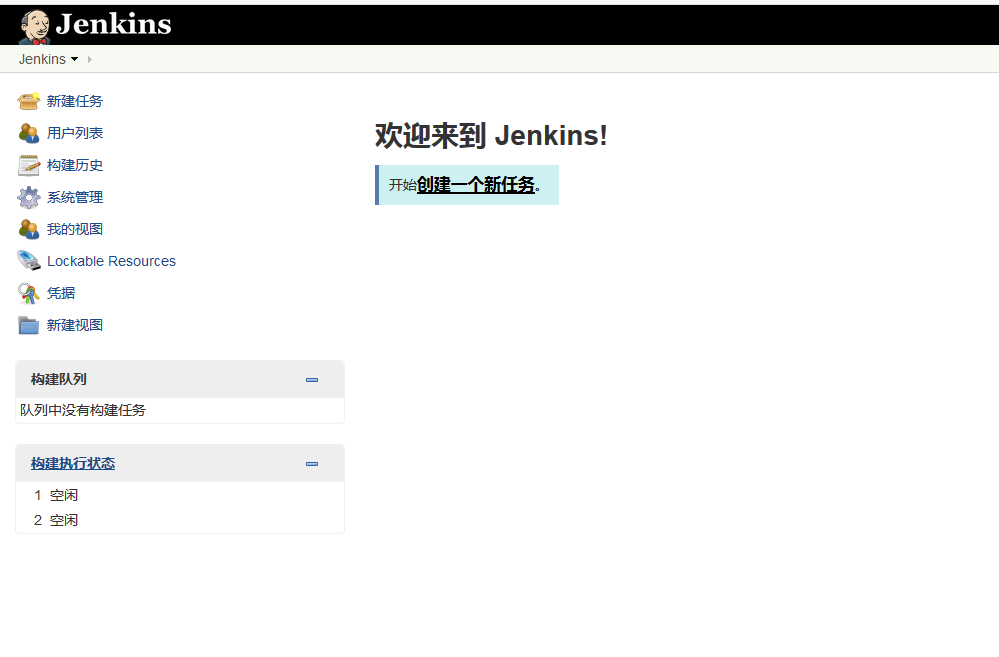 Jenkins
Jenkins
新建任务
用户列表
构建历史
系统管理
我的视图
Lockable Resources
凭据
新建视图
构建队列
队列中没有构建任务
构建执行状态
1 空闲
2 空闲
欢迎来到 Jenkins!
开始创建一个新任务。